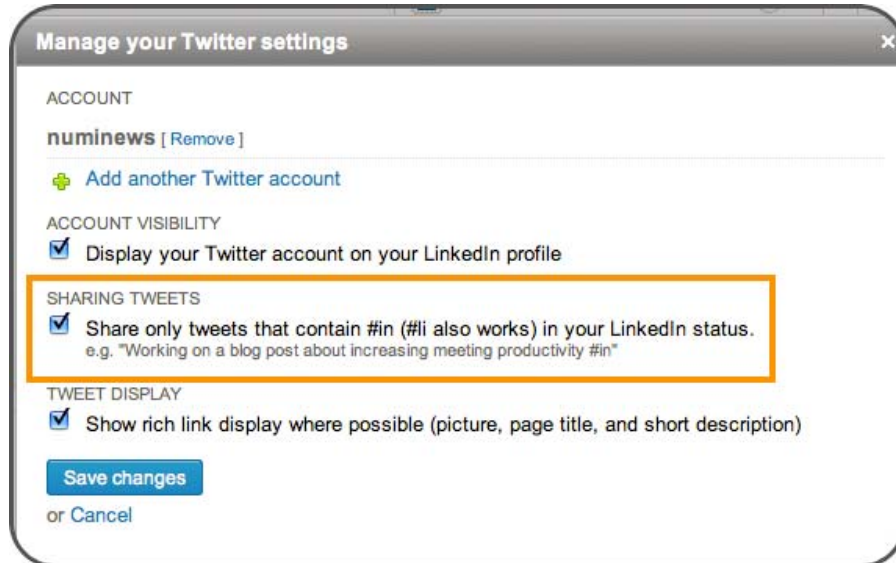 Manage your Twitter settings ×
ACCOUNT
numinews [ Remove ]
Add another Twitter account
ACCOUNT VISIBILITY
Display your Twitter account on your LinkedIn profile
SHARING TWEETS
Share only tweets that contain #in (#li also works) in your LinkedIn status.
e.g. "Working on a blog post about increasing meeting productivity #in"
TWEET DISPLAY
Show rich link display where possible (picture, page title, and short description)
Save changes
or Cancel